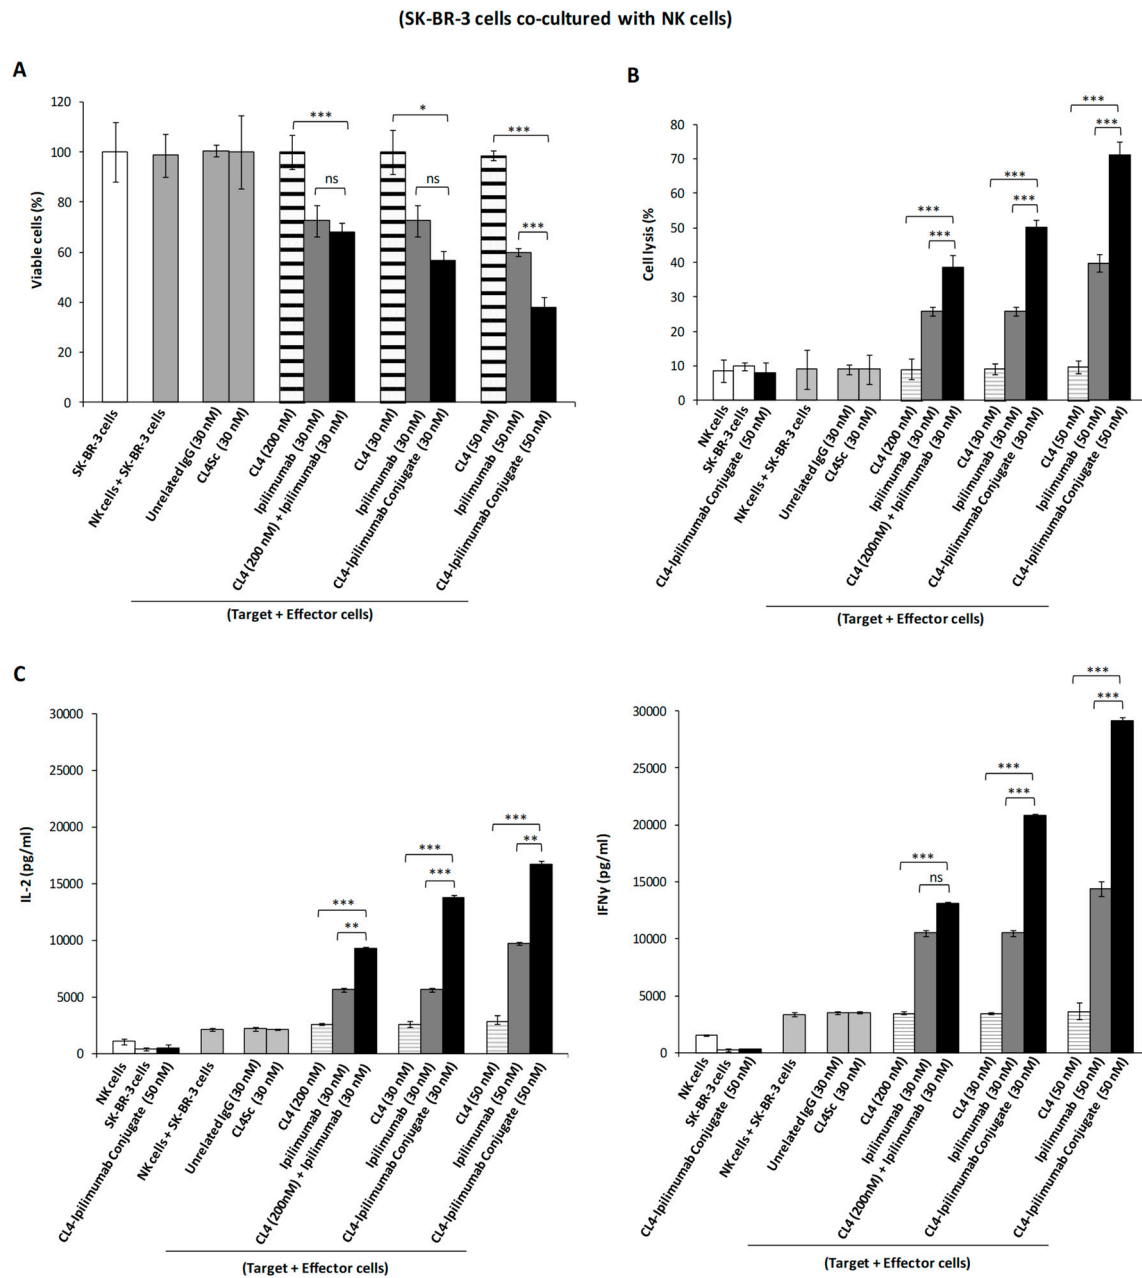 (SK-BR-3 cells co-cultured with NK cells)
A
Viable cells (%)
120
100
80
60
40
20
0
***
ns
*
ns
***
***
SK-BR-3 cells
NK cells + SK-BR-3 cells
Unrelated IgG (30 nM)
CL4Sc (30 nM)
CL4 (200 nM)
Ipilimumab (30 nM)
CL4 (200 nM) + Ipilimumab (30 nM)
CL4 (30 nM)
Ipilimumab (30 nM)
CL4-Ipilimumab Conjugate (30 nM)
CL4 (50 nM)
Ipilimumab (50 nM)
CL4-Ipilimumab Conjugate (50 nM)
(Target + Effector cells)
B
Cell lysis (%
80
70
60
50
40
30
20
10
0
***
***
***
***
***
***
NK cells
SK-BR-3 cells
CL4-Ipilimumab Conjugate (50 nM)
NK cells + SK-BR-3 cells
Unrelated IgG (30 nM)
CL4Sc (30 nM)
CL4 (200 nM)
Ipilimumab (30 nM)
CL4 (200nM) + Ipilimumab (30 nM)
CL4 (30 nM)
Ipilimumab (30 nM)
CL4-Ipilimumab Conjugate (30 nM)
CL4 (50 nM)
Ipilimumab (50 nM)
CL4-Ipilimumab Conjugate (50 nM)
(Target + Effector cells)
C
IL-2 (pg/ml)
30000
25000
20000
15000
10000
5000
0
***
**
***
***
***
**
NK cells
SK-BR-3 cells
CL4-Ipilimumab Conjugate (50 nM)
NK cells + SK-BR-3 cells
Unrelated IgG (30 nM)
CL4Sc (30 nM)
CL4 (200 nM)
Ipilimumab (30 nM)
CL4 (200nM) + Ipilimumab (30 nM)
CL4 (30 nM)
Ipilimumab (30 nM)
CL4-Ipilimumab Conjugate (30 nM)
CL4 (50 nM)
Ipilimumab (50 nM)
CL4-Ipilimumab Conjugate (50 nM)
(Target + Effector cells)
IFNγ (pg/ml)
30000
25000
20000
15000
10000
5000
0
***
ns
***
***
***
***
NK cells
SK-BR-3 cells
CL4-Ipilimumab Conjugate (50 nM)
NK cells + SK-BR-3 cells
Unrelated IgG (30 nM)
CL4Sc (30 nM)
CL4 (200 nM)
Ipilimumab (30 nM)
CL4 (200nM) + Ipilimumab (30 nM)
CL4 (30 nM)
Ipilimumab (30 nM)
CL4-Ipilimumab Conjugate (30 nM)
CL4 (50 nM)
Ipilimumab (50 nM)
CL4-Ipilimumab Conjugate (50 nM)
(Target + Effector cells)